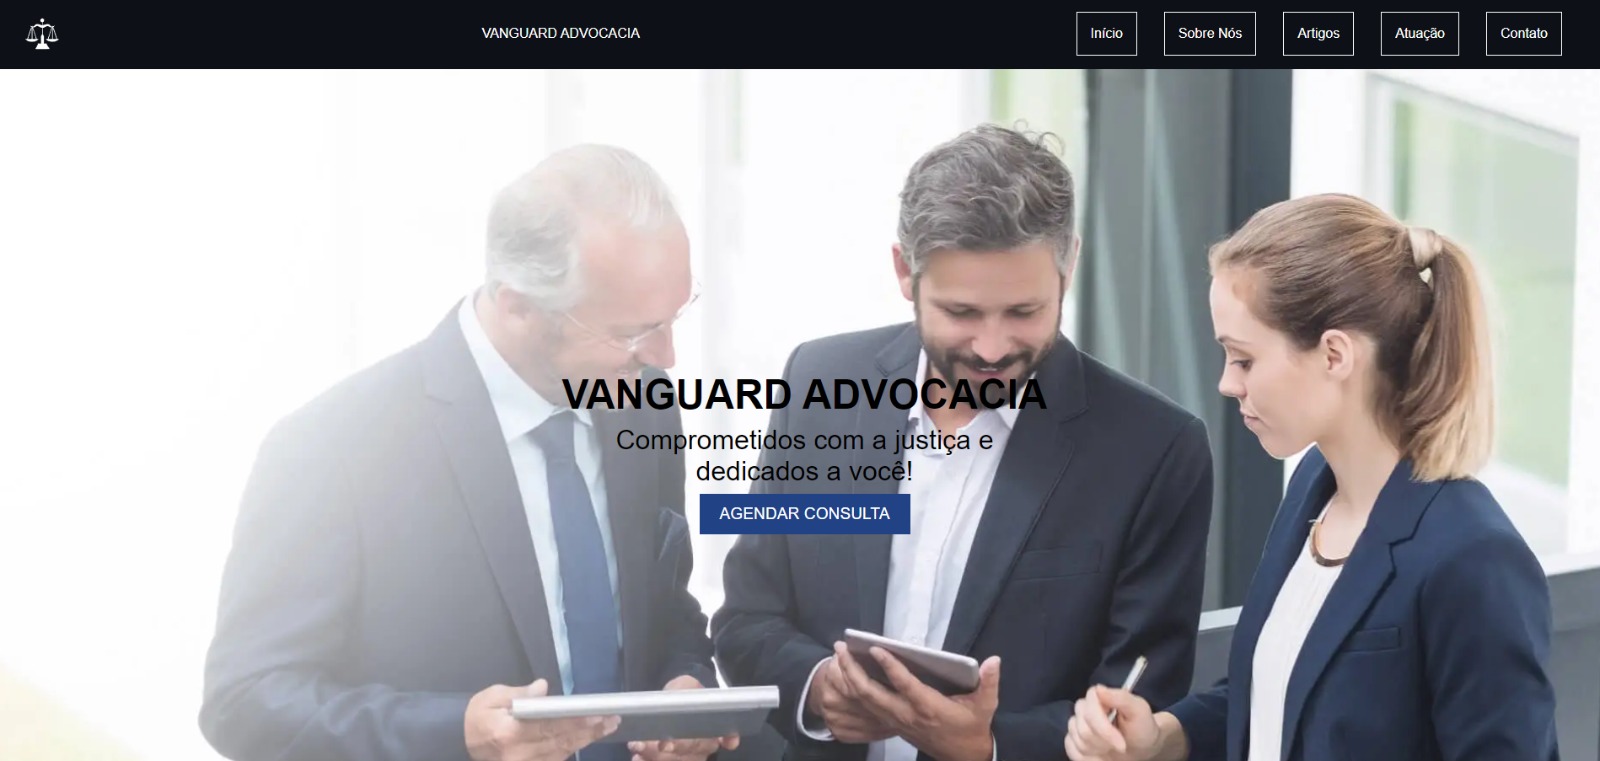 VANGUARD ADVOCACIA
Início
Sobre Nós
Artigos
Atuação
Contato
VANGUARD ADVOCACIA
Comprometidos com a justiça e
dedicados a você!
AGENDAR CONSULTA